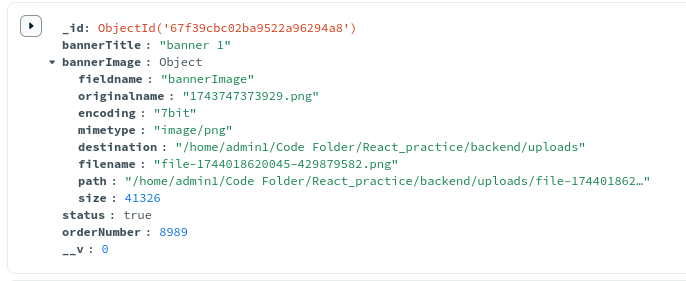 _id: ObjectId('67f39cbc02ba9522a96294a8')
bannerTitle : "banner 1"
bannerImage : Object
fieldname : "bannerImage"
originalname : "1743747373929.png"
encoding : "7bit"
mimetype : "image/png"
destination : "/home/admin1/Code Folder/React_practice/backend/uploads"
filename : "file-1744018620045-429879582.png"
path : "/home/admin1/Code Folder/React_practice/backend/uploads/file-174401862…"
size : 41326
status : true
orderNumber : 8989
__v : 0